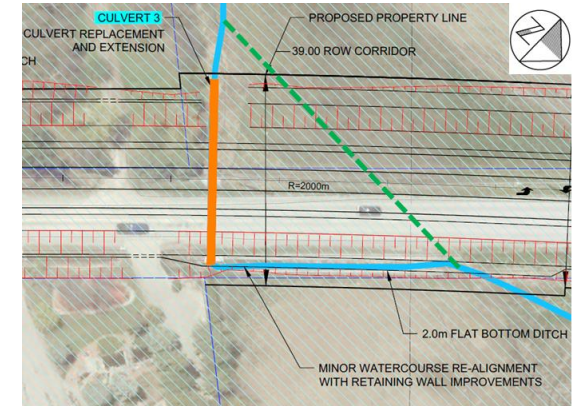 CULVERT 3
CULVERT REPLACEMENT
AND EXTENSION
CH
PROPOSED PROPERTY LINE
39.00 ROW CORRIDOR
R=2000m
2.0m FLAT BOTTOM DITCH
MINOR WATERCOURSE RE-ALIGNMENT
WITH RETAINING WALL IMPROVEMENTS